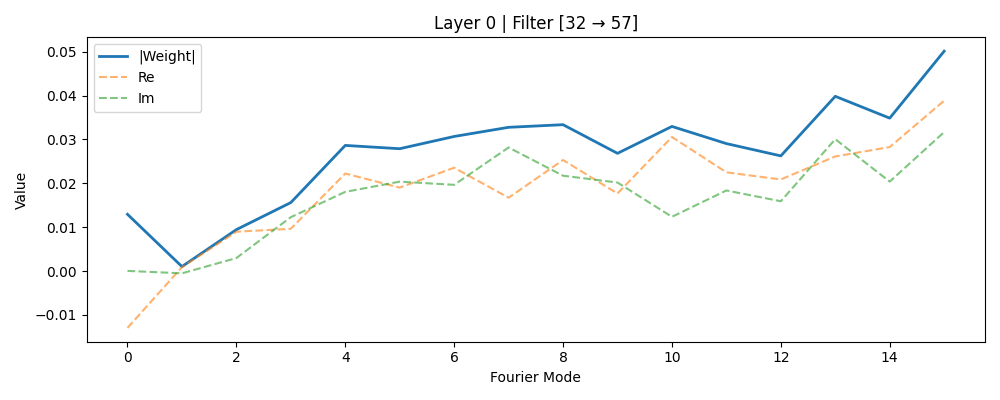 Layer 0 | Filter [32 → 57]
|Weight|
Re
Im
Value
0.05
0.04
0.03
0.02
0.01
0.00
−0.01
0 2 4 6 8 10 12 14
Fourier Mode